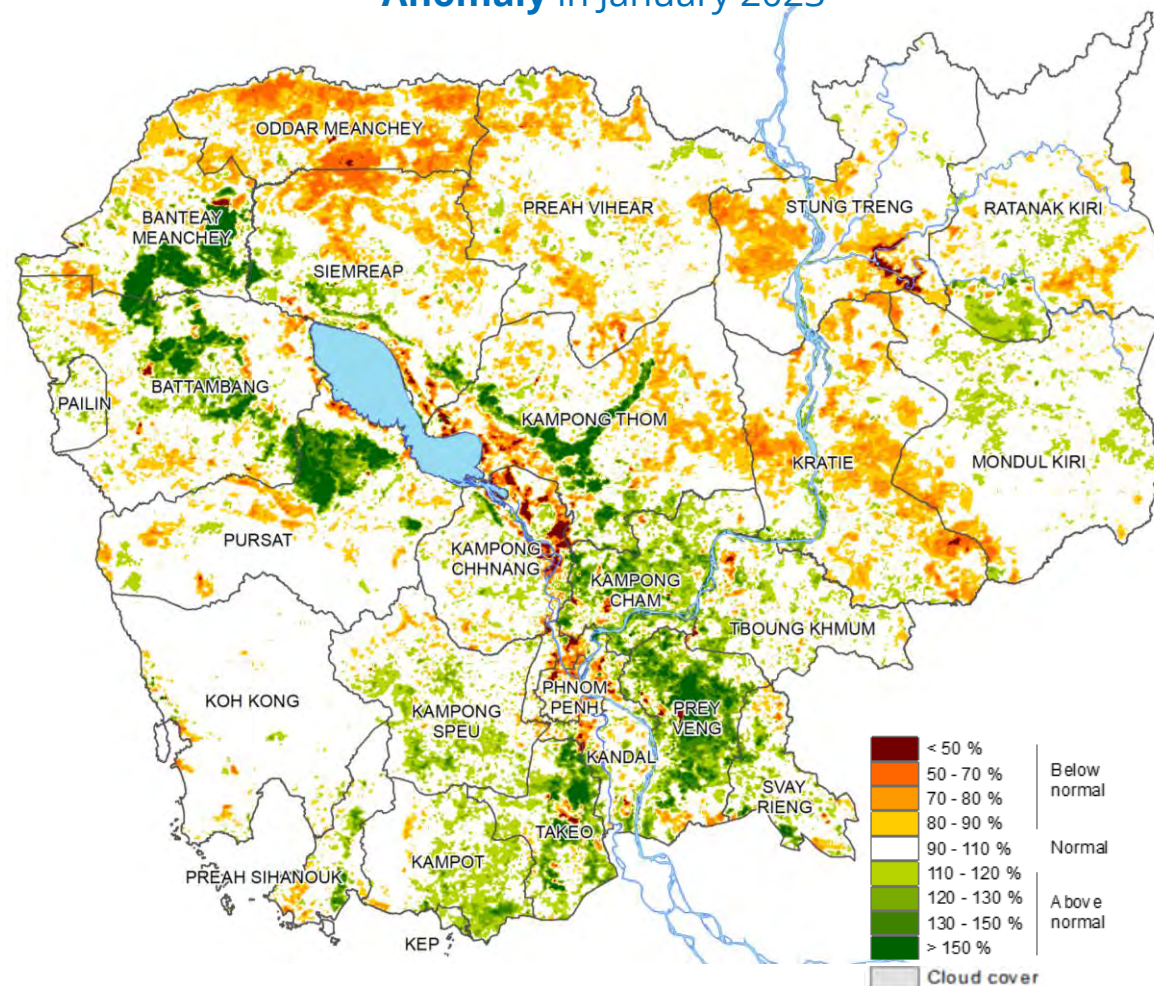 Anomaly in January 2023
ODDAR MEANCHEY
BANTEAY
MEANCHEY
PREAH VIHEAR
STUNG TRENG
RATANAK KIRI
SIEMREAP
BATTAMBANG
PAILIN
KAMPONG THOM
KRATIE
MONDUL KIRI
PURSAT
KAMPONG
CHHNANG
KAMPONG
CHAM
TBOUNG KHMUM
KOH KONG
KAMPONG
SPEU
PHNOM
PENH
PREY
VENG
KANDAL
SVAY
RIENG
TAKEO
KAMPOT
PREAH SIHANOUK
KEP
< 50 %
50 - 70 %
70 - 80 %
80 - 90 %
90 - 110 %
110 - 120 %
120 - 130 %
130 - 150 %
> 150 %
Cloud cover
Below
normal
Normal
Above
normal